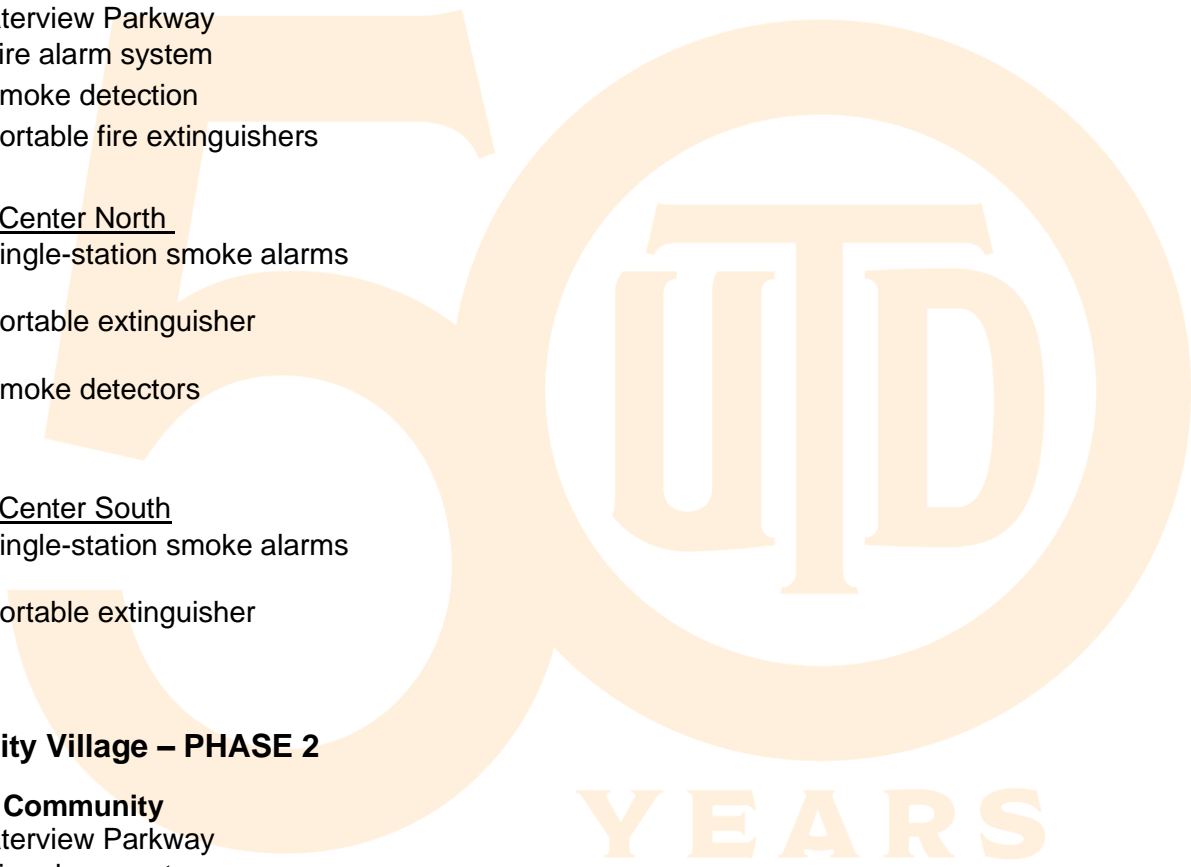 terview Parkway
ire alarm system
moke detection
ortable fire extinguishers
Center North
ingle-station smoke alarms
ortable extinguisher
moke detectors
Center South
ingle-station smoke alarms
ortable extinguisher
ity Village – PHASE 2
Community
terview Parkway
50
UTD
YEARS